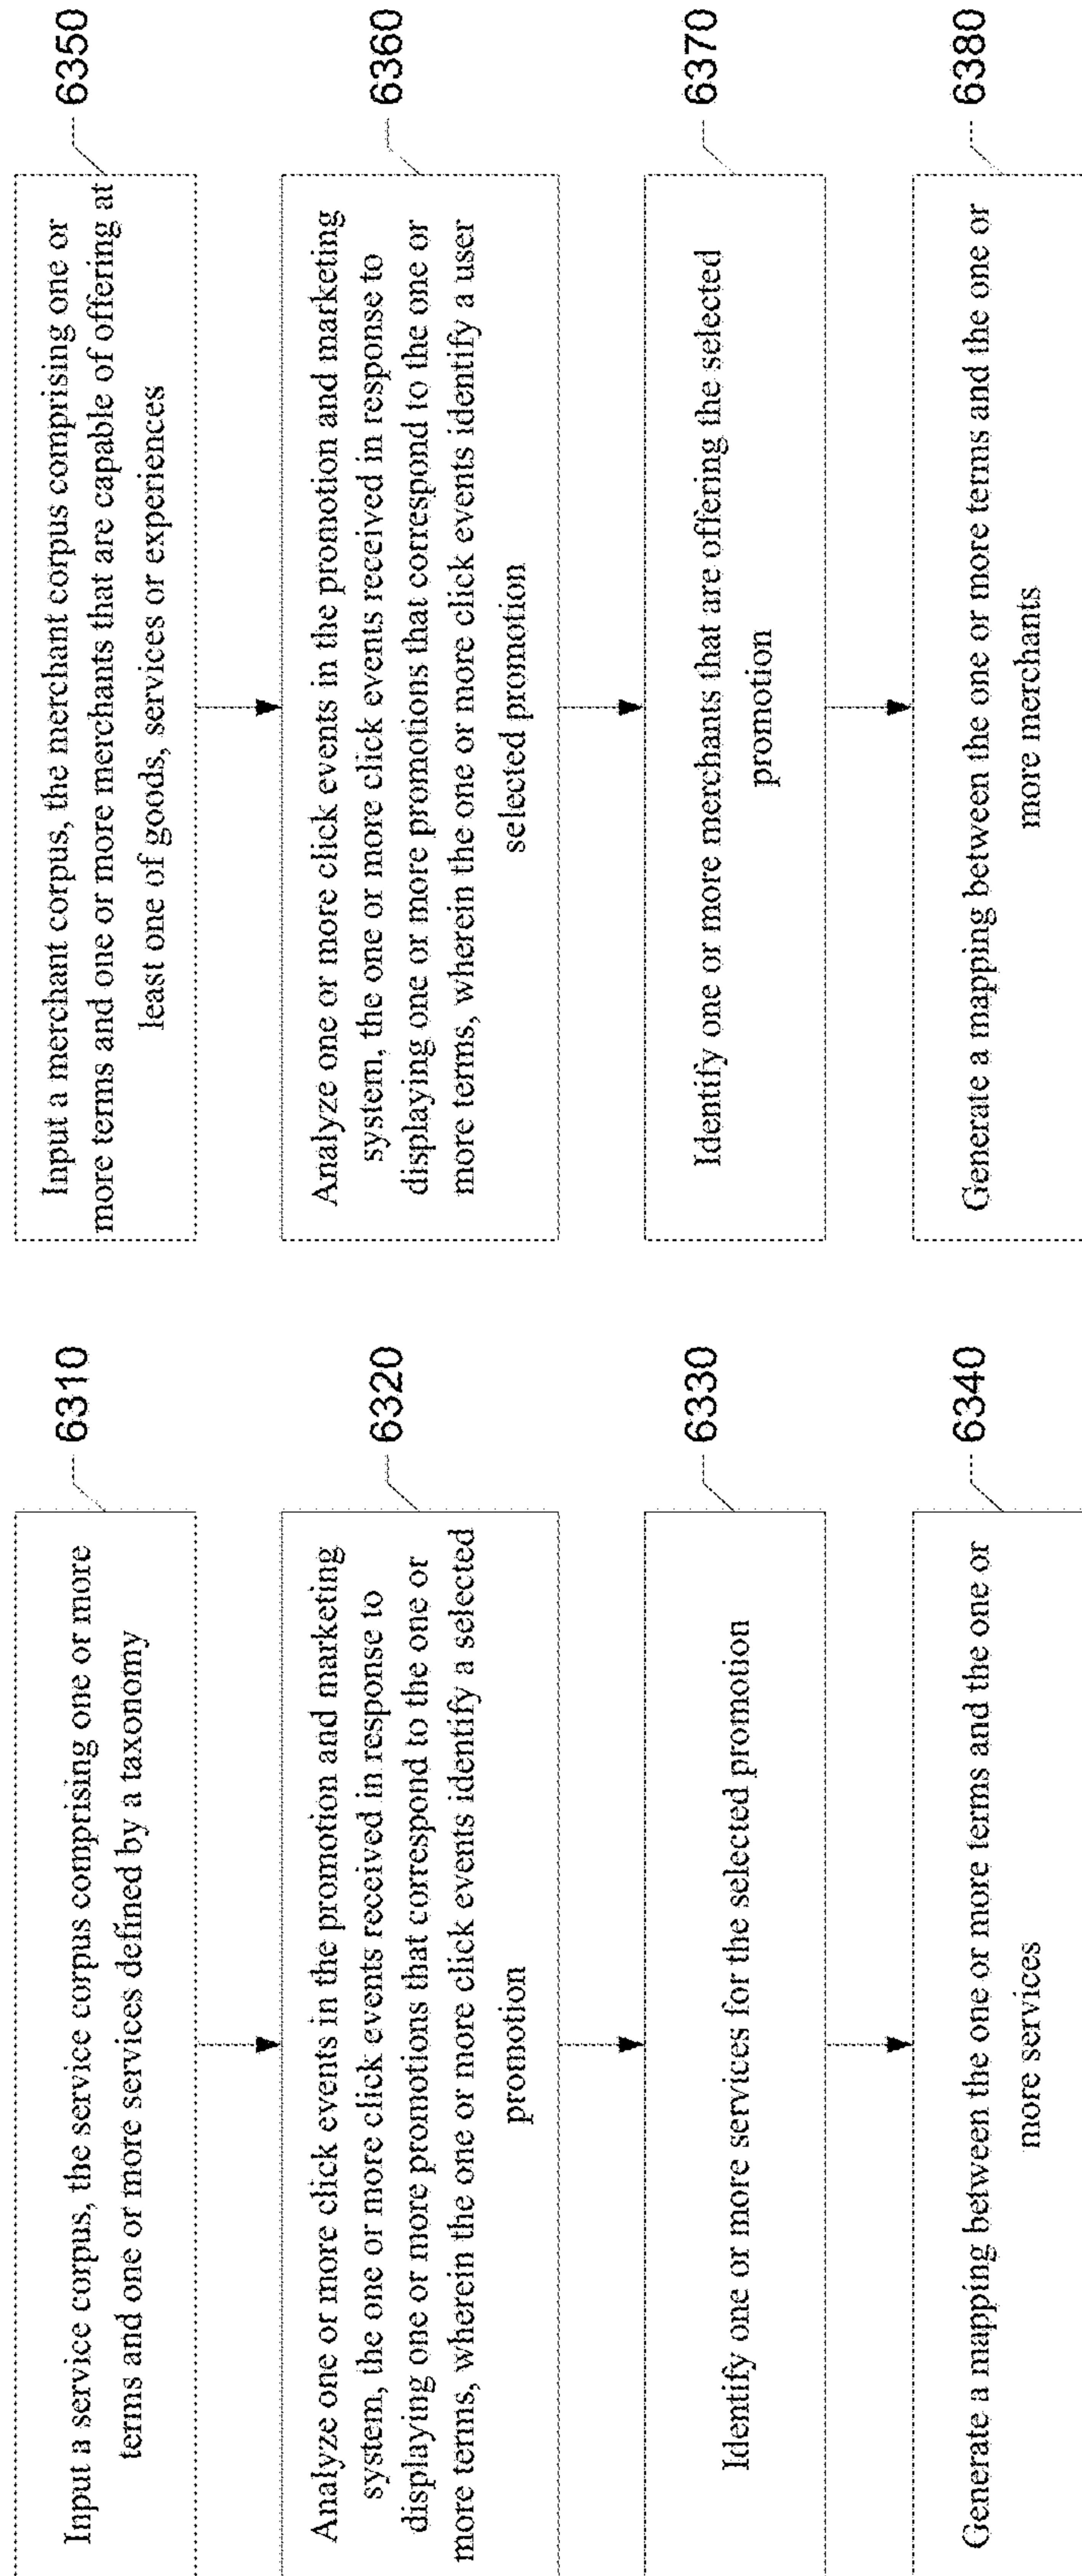 Input a service corpus, the service corpus comprising one or more
terms and one or more services defined by a taxonomy
6310
Analyze one or more click events in the promotion and marketing
system, the one or more click events received in response to
displaying one or more promotions that correspond to the one or
more terms, wherein the one or more click events identify a selected
promotion
6320
Identify one or more services for the selected promotion
6330
Generate a mapping between the one or more terms and the one or
more services
6340
Input a merchant corpus, the merchant corpus comprising one or
more terms and one or more merchants that are capable of offering at
least one of goods, services or experiences
6350
Analyze one or more click events in the promotion and marketing
system, the one or more click events received in response to
displaying one or more promotions that correspond to the one or
more terms, wherein the one or more click events identify a user
selected promotion
6360
Identify one or more merchants that are offering the selected
promotion
6370
Generate a mapping between the one or more terms and the one or
more merchants
6380